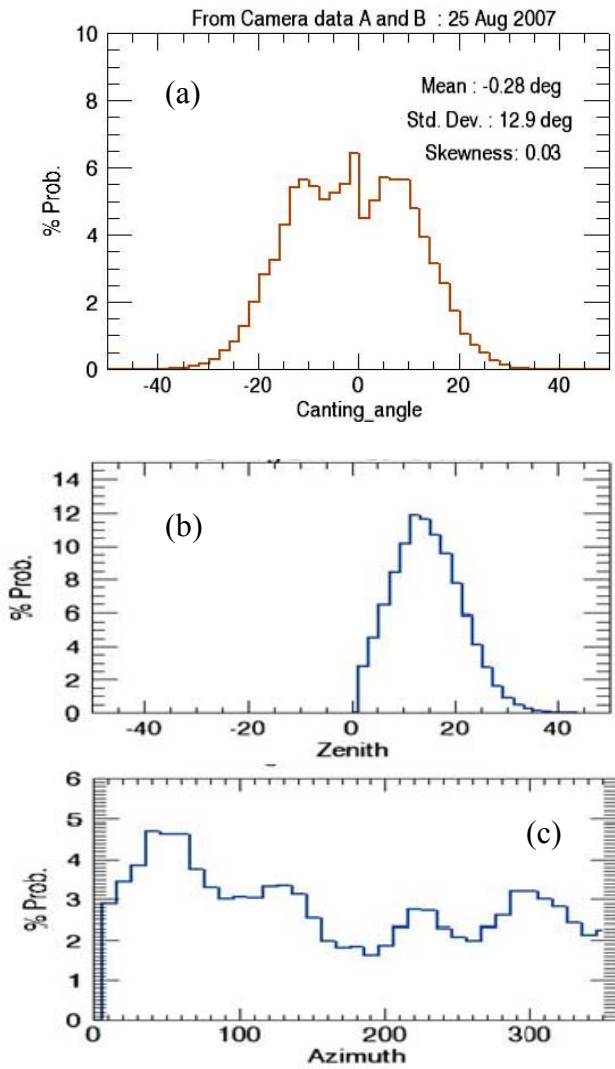 From Camera data A and B : 25 Aug 2007
10
(a)
Mean : -0.28 deg
8
Std. Dev. : 12.9 deg
Skewness: 0.03
6
% Prob.
4
2
0
-40 -20 0 20 40
Canting_angle
14
(b)
12
10
8
% Prob.
6
4
2
0
-40 -20 0 20 40
Zenith
6
5
(c)
4
% Prob.
3
2
1
0
0 100 200 300
Azimuth